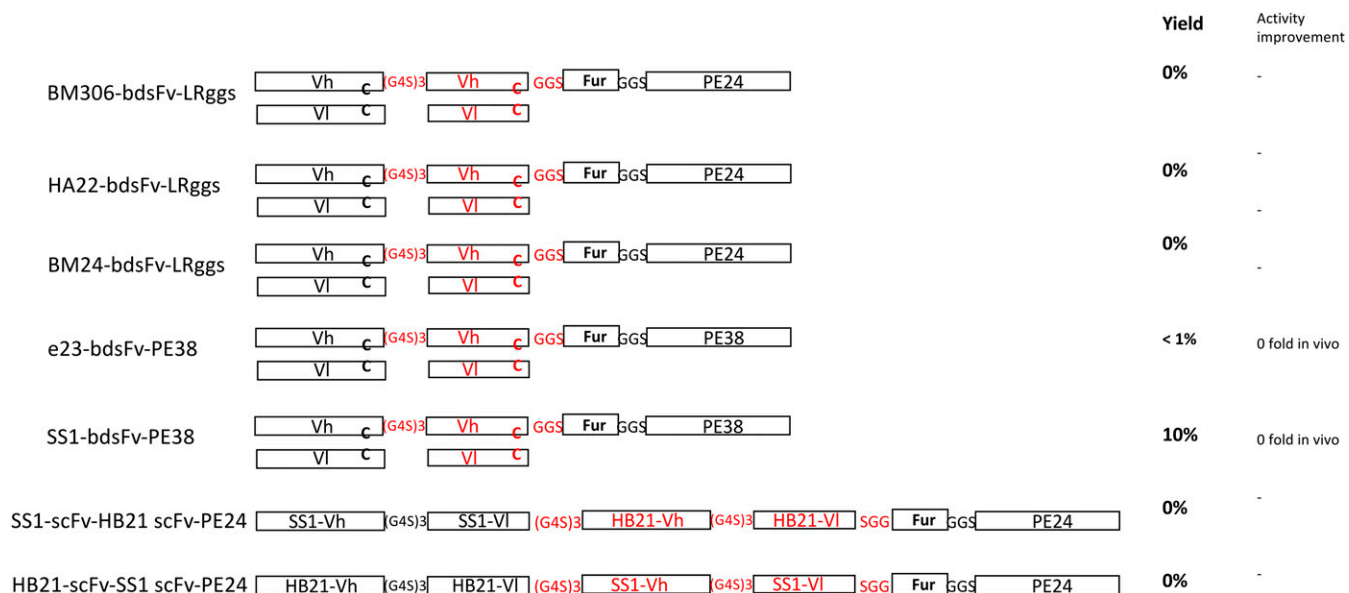 Yield Activity
improvement
BM306-bdsFv-LRggs Vh C (G4S)3 Vh C GGS Fur GGS PE24 0% -
Vl C Vl C
HA22-bdsFv-LRggs Vh C (G4S)3 Vh C GGS Fur GGS PE24 0% -
Vl C Vl C -
BM24-bdsFv-LRggs Vh C (G4S)3 Vh C GGS Fur GGS PE24 0%
Vl C Vl C -
e23-bdsFv-PE38 Vh C (G4S)3 Vh C GGS Fur GGS PE38 < 1% 0 fold in vivo
Vl C Vl C
SS1-bdsFv-PE38 Vh C (G4S)3 Vh C GGS Fur GGS PE38 10% 0 fold in vivo
Vl C Vl C
SS1-scFv-HB21 scFv-PE24 SS1-Vh (G4S)3 SS1-Vl (G4S)3 HB21-Vh (G4S)3 HB21-Vl SGG Fur GGS PE24 0% -
HB21-scFv-SS1 scFv-PE24 HB21-Vh (G4S)3 HB21-Vl (G4S)3 SS1-Vh (G4S)3 SS1-Vl SGG Fur GGS PE24 0% -